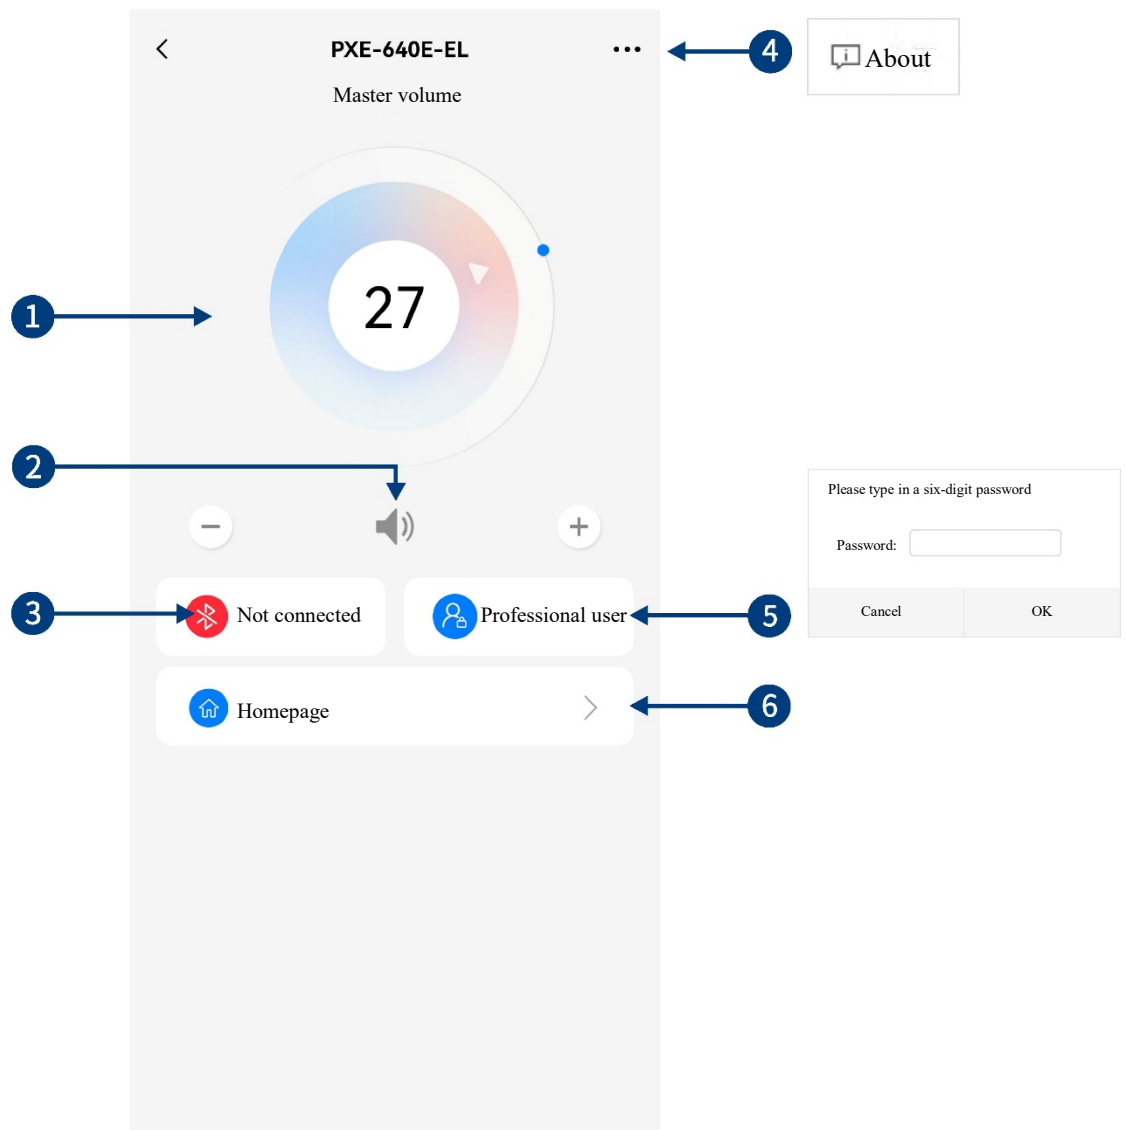 PXE-640E-EL
4
About
Master volume
27
1
2
Please type in a six-digit password
Password:
Cancel
OK
3
Not connected
Professional user
5
Homepage
6